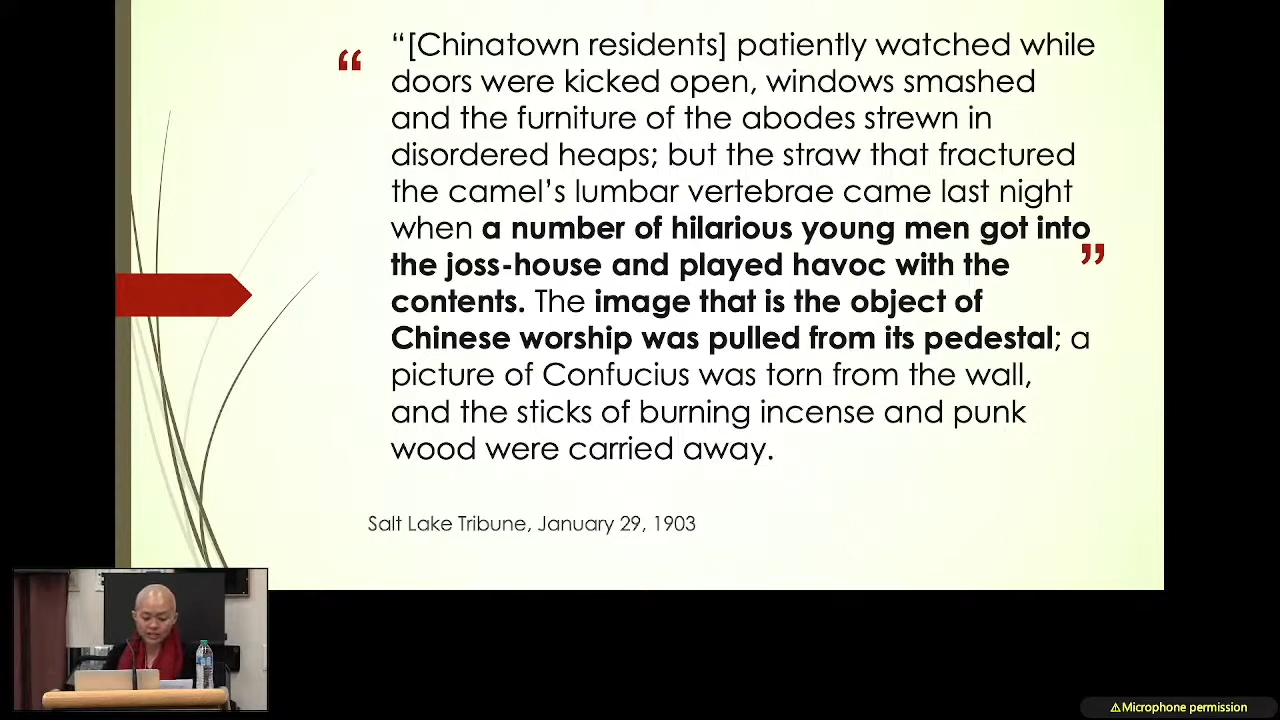 “[Chinatown residents] patiently watched while
doors were kicked open, windows smashed
and the furniture of the abodes strewn in
disordered heaps; but the straw that fractured
the camel’s lumbar vertebrae came last night
when a number of hilarious young men got into
the joss-house and played havoc with the
contents. The image that is the object of
Chinese worship was pulled from its pedestal; a
picture of Confucius was torn from the wall,
and the sticks of burning incense and punk
wood were carried away.
”
Salt Lake Tribune, January 29, 1903
⚠Microphone permission